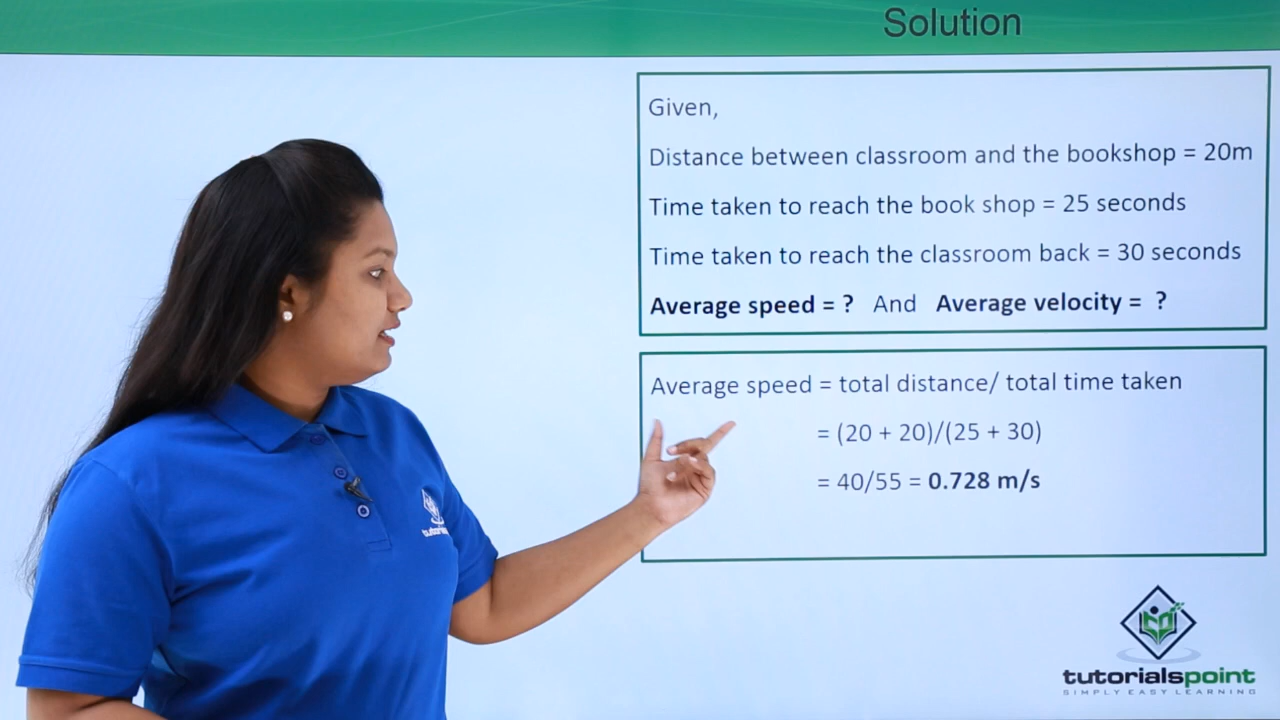 Solution
Given,
Distance between classroom and the bookshop = 20m
Time taken to reach the book shop = 25 seconds
Time taken to reach the classroom back = 30 seconds
Average speed = ? And Average velocity = ?
Average speed = total distance/ total time taken
= (20 + 20)/(25 + 30)
= 40/55 = 0.728 m/s
tutorialspoint
SIMPLY EASY LEARNING